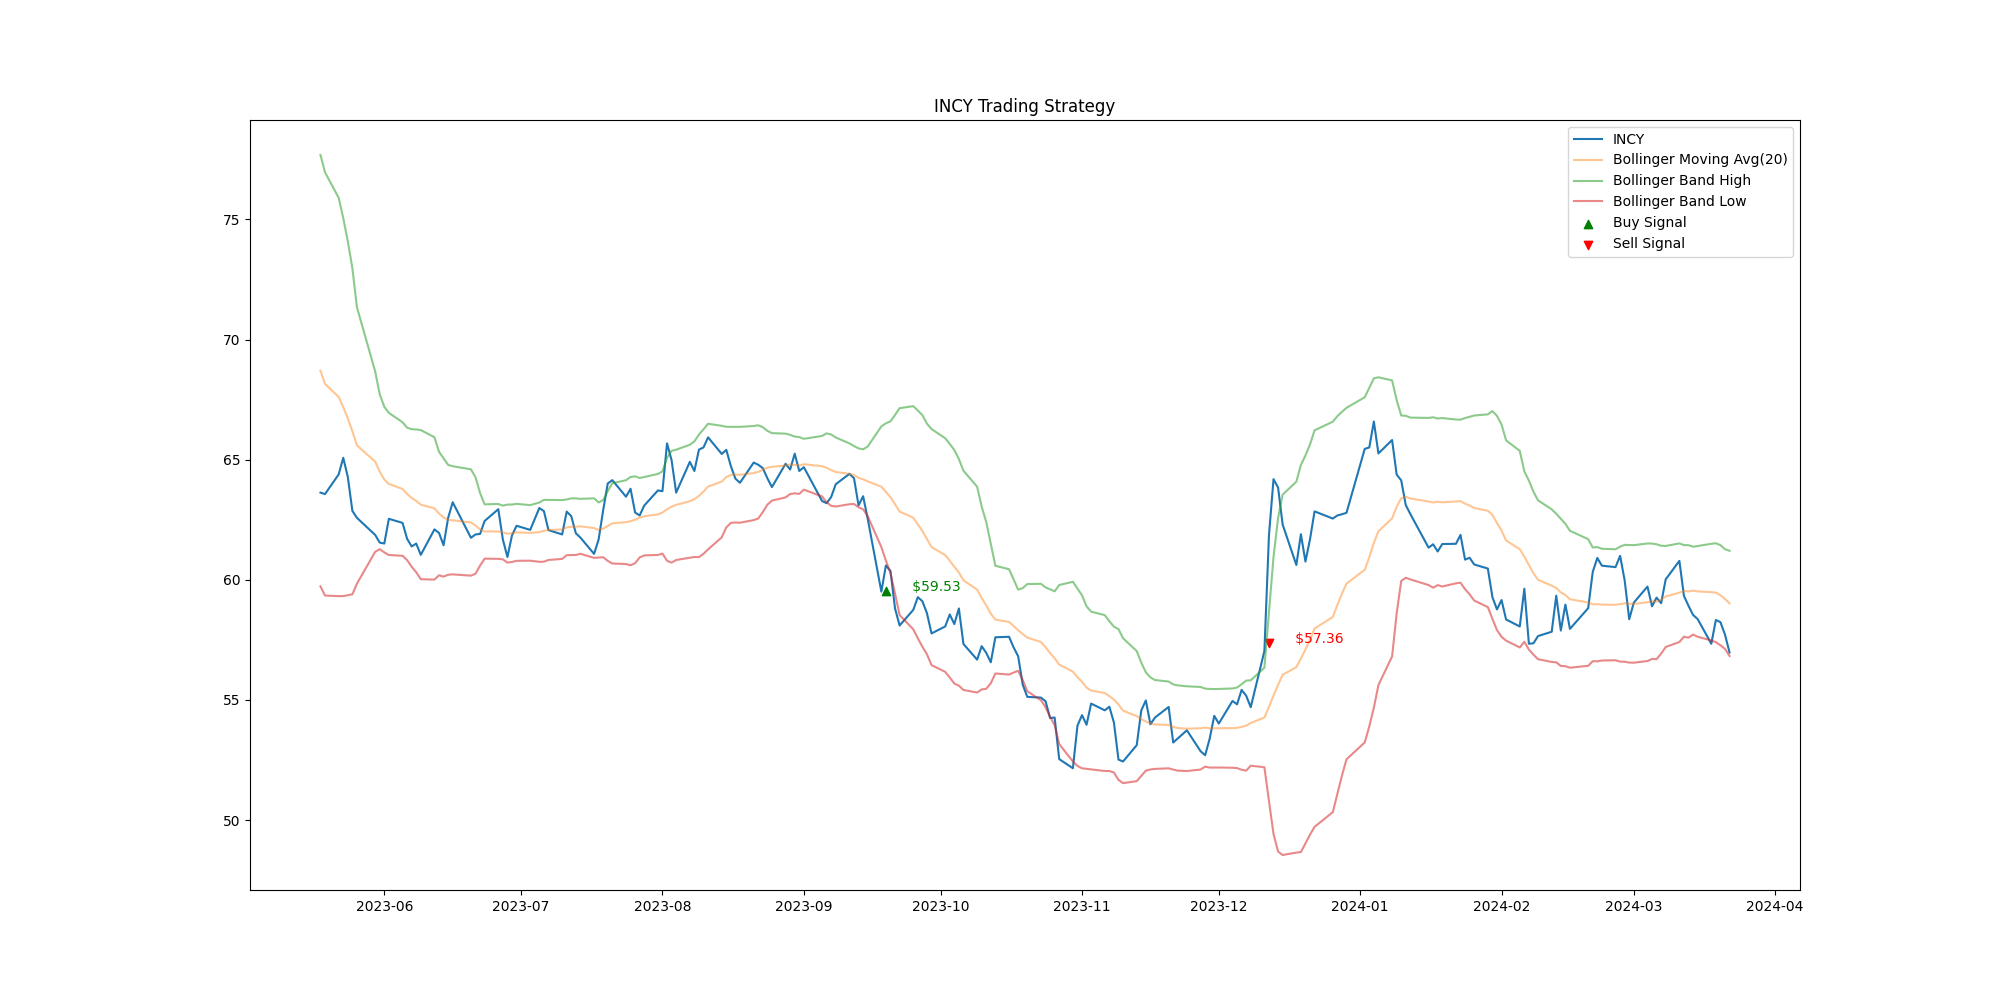 INCY Trading Strategy
INCY
Bollinger Moving Avg(20)
Bollinger Band High
Bollinger Band Low
Buy Signal
Sell Signal
75
70
65
60
55
50
$59.53
$57.36
2023-06 2023-07 2023-08 2023-09 2023-10 2023-11 2023-12 2024-01 2024-02 2024-03 2024-04